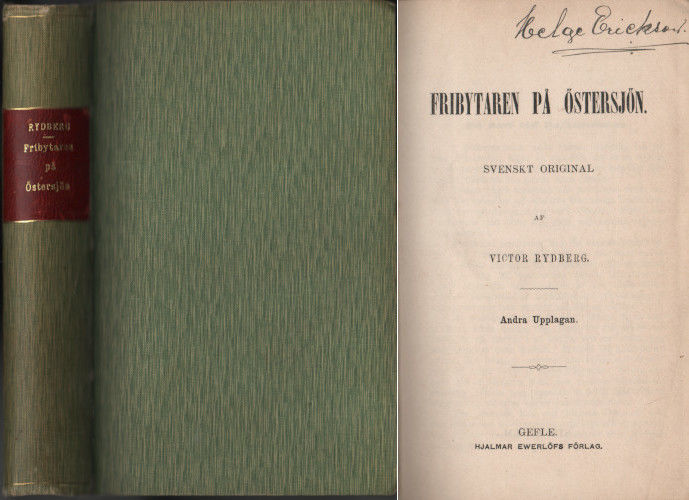 RYDBERG
Fribytaren
på
Östersjön
Helge Erickson.
FRIBYTAREN PÅ ÖSTERSJÖN.
SVENSKT ORIGINAL
AF
VICTOR RYDBERG.
Andra Upplagan.
GEFLE.
HJALMAR EWERLÖFS FÖRLAG.